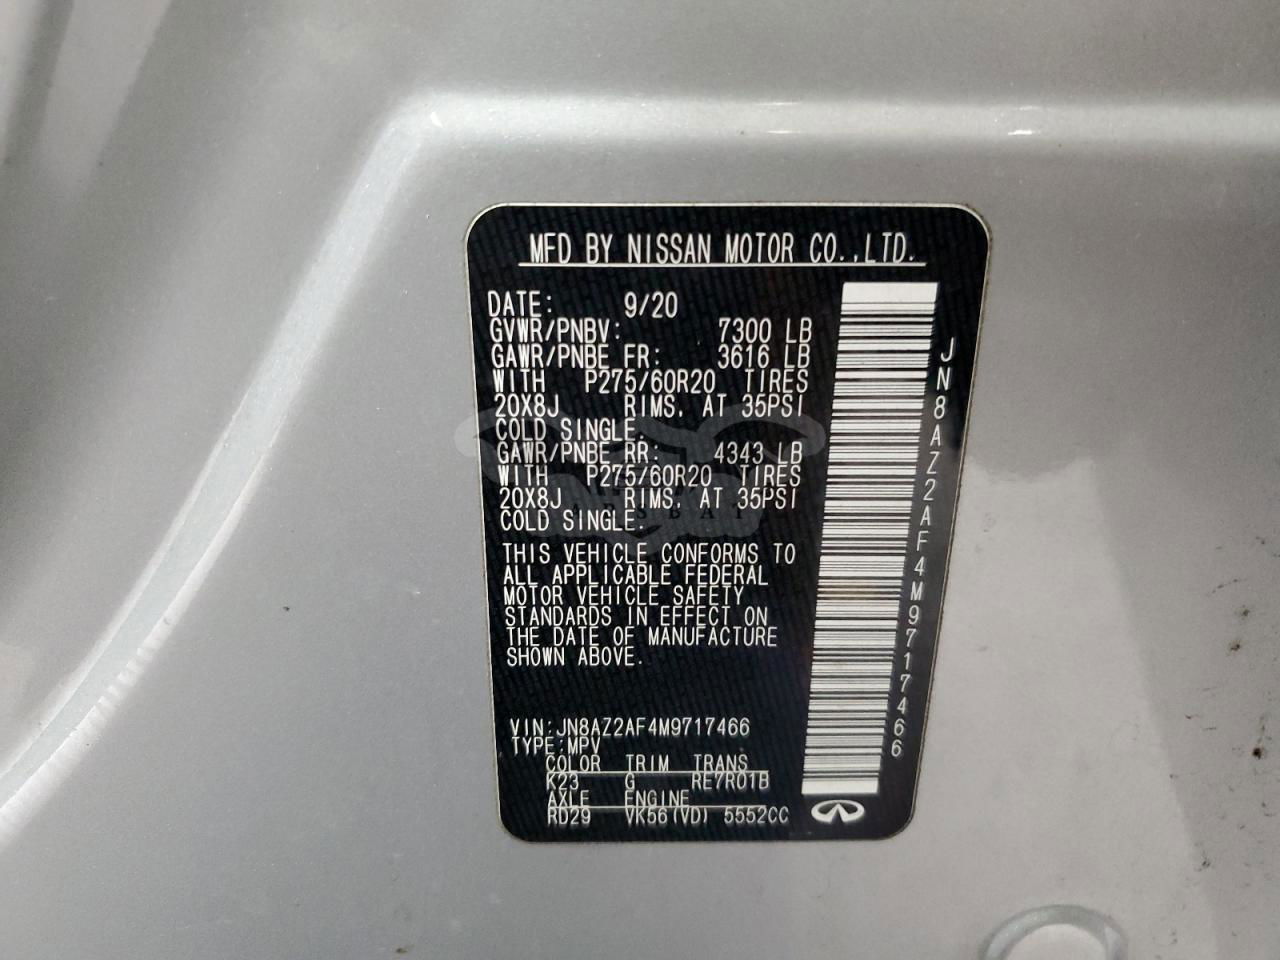 MFD BY NISSAN MOTOR CO.,LTD.
DATE: 9/20
GVWR/PNBV: 7300 LB
GAWR/PNBE FR: 3616 LB
WITH P275/60R20 TIRES
20X8J RIMS, AT 35PSI
COLD SINGLE.
GAWR/PNBE RR: 4343 LB
WITH P275/60R20 TIRES
20X8J RIMS, AT 35PSI
COLD SINGLE.
THIS VEHICLE CONFORMS TO
ALL APPLICABLE FEDERAL
MOTOR VEHICLE SAFETY
STANDARDS IN EFFECT ON
THE DATE OF MANUFACTURE
SHOWN ABOVE.
VIN:JN8AZ2AF4M9717466
TYPE:MPV
COLOR TRIM TRANS
K23 G RE7R01B
AXLE ENGINE
RD29 VK56(VD) 5552CC
JN8AZ2AF4M9717466